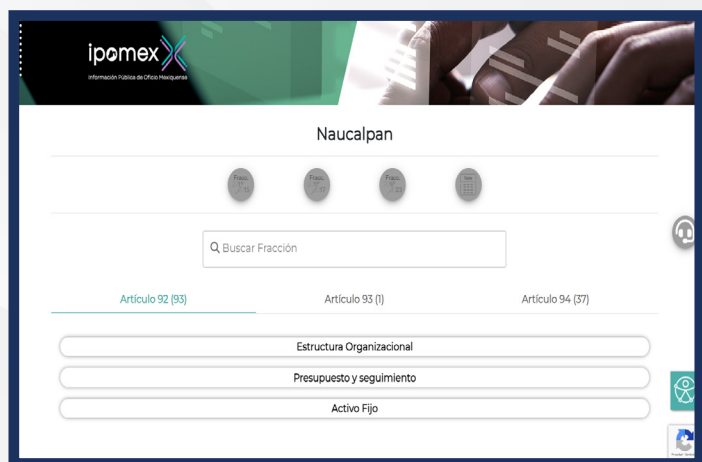 ipomex
Información Pública de Oficio Mexiquense
Naucalpan
Buscar Fracción
Artículo 92 (93)
Artículo 93 (1)
Artículo 94 (37)
Estructura Organizacional
Presupuesto y seguimiento
Activo Fijo